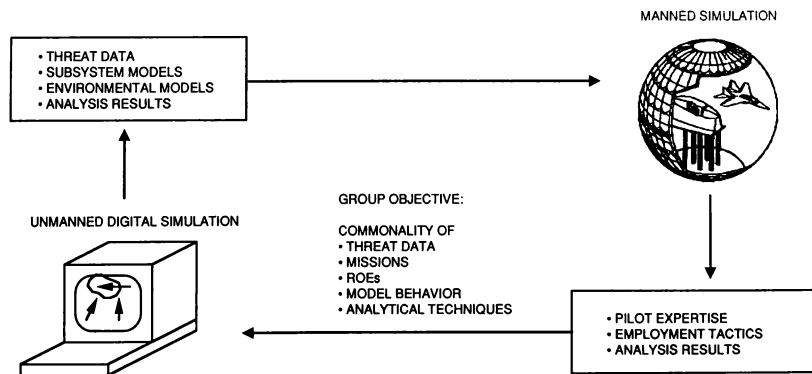 MANNED SIMULATION
• THREAT DATA
• SUBSYSTEM MODELS
• ENVIRONMENTAL MODELS
• ANALYSIS RESULTS
GROUP OBJECTIVE:
UNMANNED DIGITAL SIMULATION
COMMONALITY OF
• THREAT DATA
• MISSIONS
• ROEs
• MODEL BEHAVIOR
• ANALYTICAL TECHNIQUES
• PILOT EXPERTISE
• EMPLOYMENT TACTICS
• ANALYSIS RESULTS